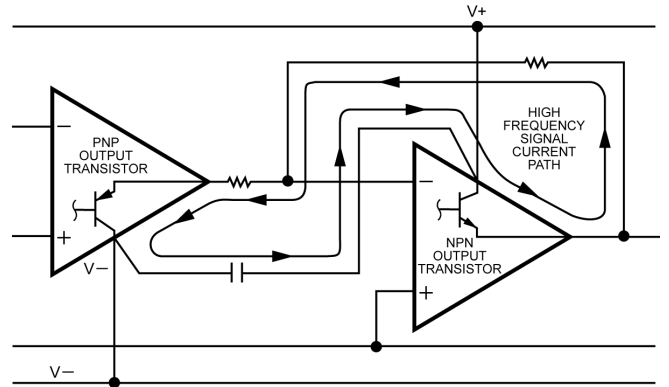 V+
PNP
OUTPUT
TRANSISTOR
HIGH
FREQUENCY
SIGNAL
CURRENT
PATH
−
+
V−
−
+
NPN
OUTPUT
TRANSISTOR
V−